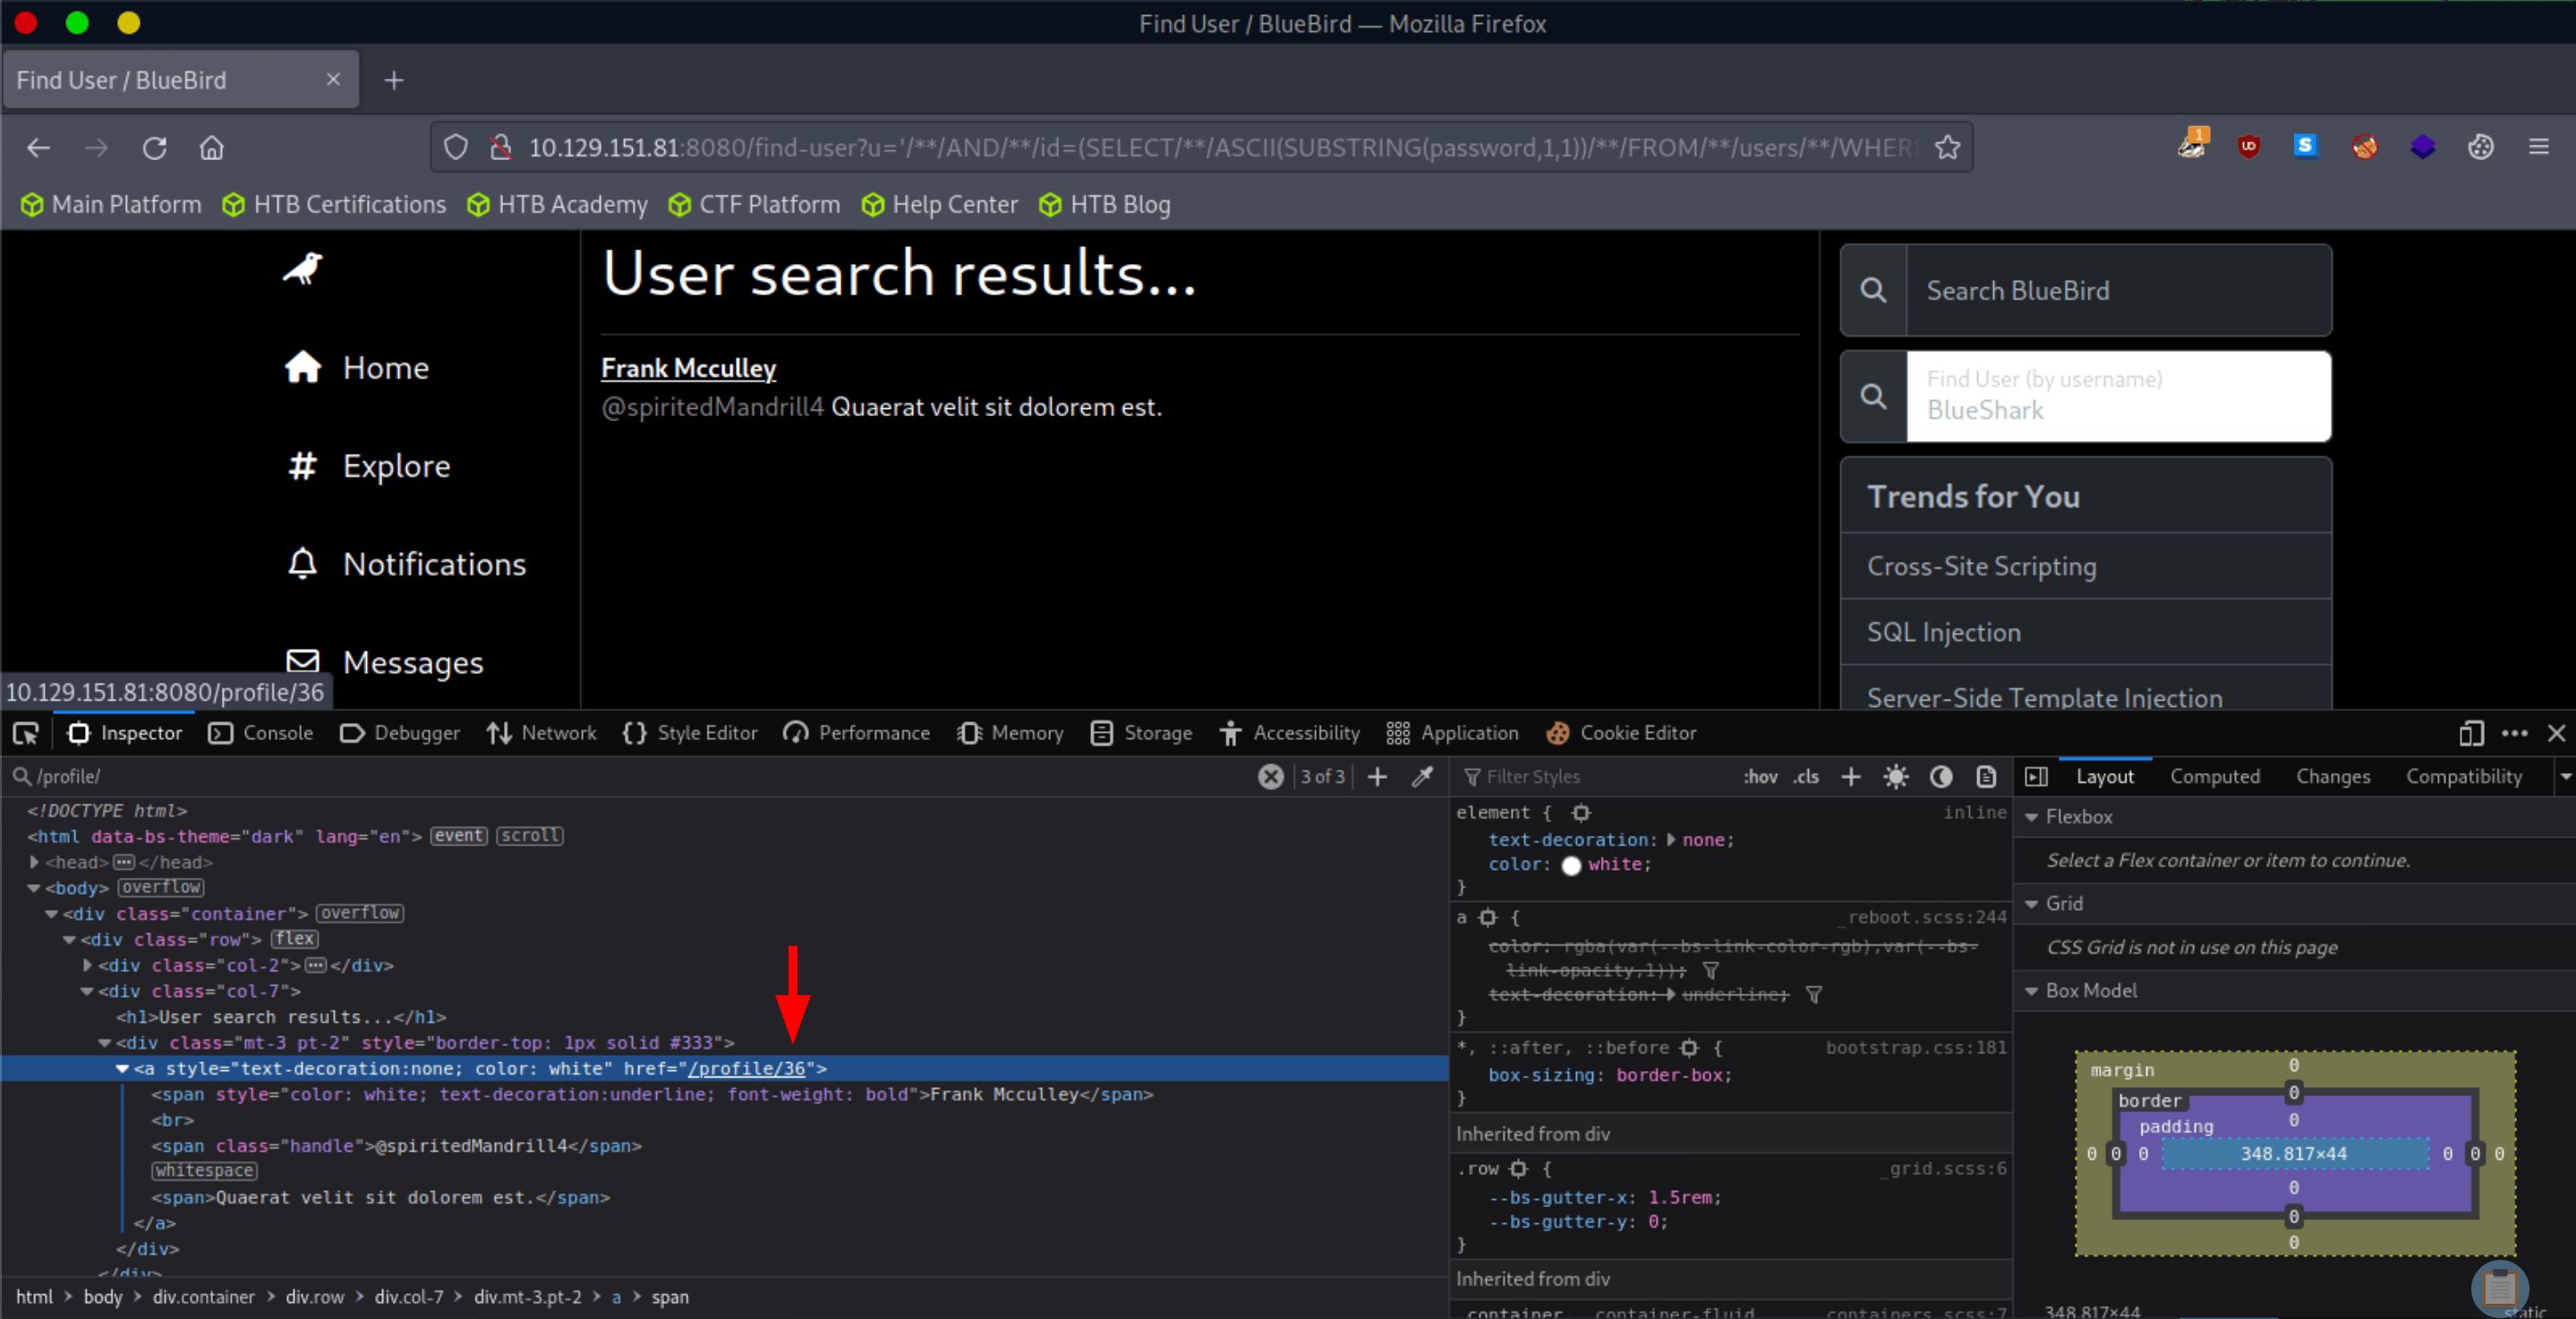 Find User / BlueBird — Mozilla Firefox
Find User / BlueBird
10.129.151.81:8080/find-user?u='/**/AND/**/id=(SELECT/**/ASCII(SUBSTRING(password,1,1))/**/FROM/**/users/**/WHERE
1
Main Platform HTB Certifications HTB Academy CTF Platform Help Center HTB Blog
User search results...
Home
Explore
Notifications
Messages
Frank Mcculley
@spiritedMandrill4 Quaerat velit sit dolorem est.
Search BlueBird
Find User (by username)
BlueShark
Trends for You
Cross-Site Scripting
SQL Injection
Server-Side Template Injection
10.129.151.81:8080/profile/36
Inspector Console Debugger Network Style Editor Performance Memory Storage Accessibility Application Cookie Editor
/profile/ 3 of 3
<!DOCTYPE html>
<html data-bs-theme="dark" lang="en"> event scroll
<head>···</head>
<body> overflow
<div class="container"> overflow
<div class="row"> flex
<div class="col-2">···</div>
<div class="col-7">
<h1>User search results...</h1>
<div class="mt-3 pt-2" style="border-top: 1px solid #333">
<a style="text-decoration:none; color: white" href="/profile/36">
<span style="color: white; text-decoration:underline; font-weight: bold">Frank Mcculley</span>
<br>
<span class="handle">@spiritedMandrill4</span>
whitespace
<span>Quaerat velit sit dolorem est.</span>
</a>
</div>
</div>
html > body > div.container > div.row > div.col-7 > div.mt-3.pt-2 > a > span
Filter Styles :hov .cls
element { inline
text-decoration: none;
color: white;
}
a { _reboot.scss:244
color: rgba(var(--bs-link-color-rgb),var(--bs-
link-opacity,1));
text-decoration: underline;
}
*, ::after, ::before { bootstrap.css:181
box-sizing: border-box;
}
Inherited from div
.row { _grid.scss:6
--bs-gutter-x: 1.5rem;
--bs-gutter-y: 0;
}
Inherited from div
.container, .container-fluid, _containers.scss:7
Layout Computed Changes Compatibility
Flexbox
Select a Flex container or item to continue.
Grid
CSS Grid is not in use on this page
Box Model
margin 0
border 0
padding 0
0 0 0 348.817×44 0 0 0
0
0
0
348.817×44 static